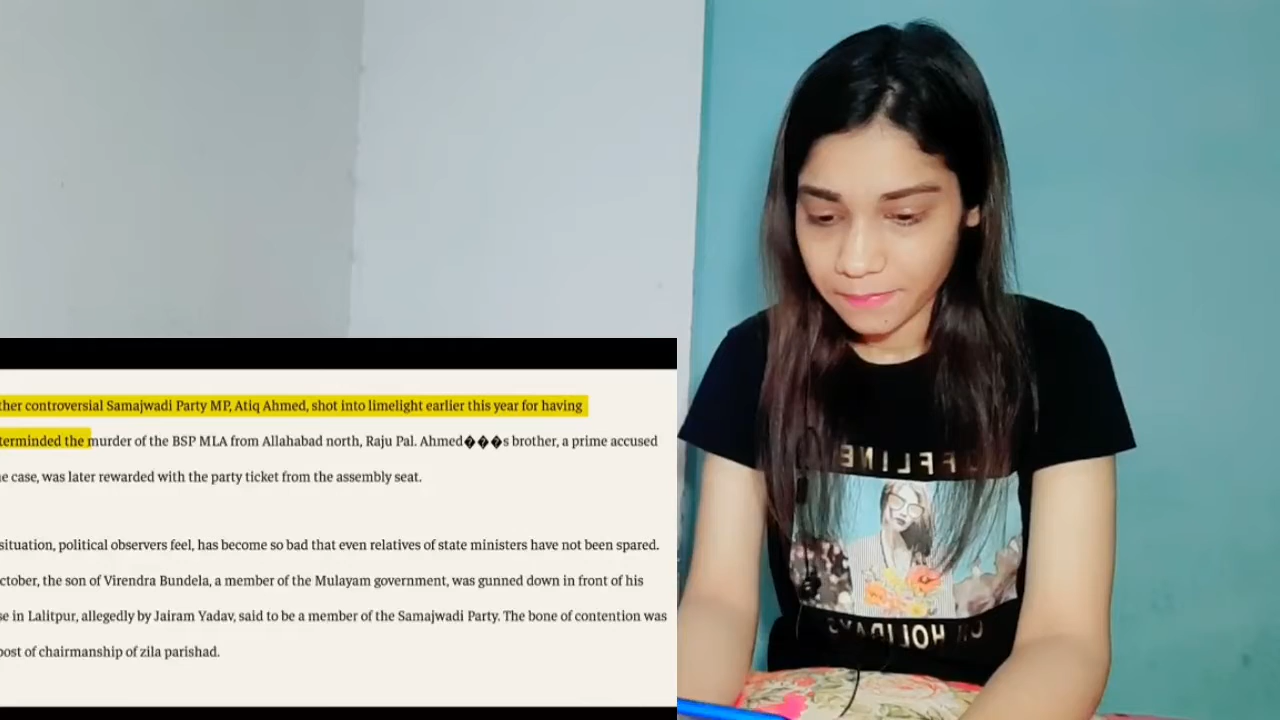 ther controversial Samajwadi Party MP, Atiq Ahmed, shot into limelight earlier this year for having
terminded the murder of the BSP MLA from Allahabad north, Raju Pal. Ahmed���s brother, a prime accused
e case, was later rewarded with the party ticket from the assembly seat.
situation, political observers feel, has become so bad that even relatives of state ministers have not been spared.
ctober, the son of Virendra Bundela, a member of the Mulayam government, was gunned down in front of his
se in Lalitpur, allegedly by Jairam Yadav, said to be a member of the Samajwadi Party. The bone of contention was
post of chairmanship of zila parishad.
OFFLINE
ON HOLIDAYS